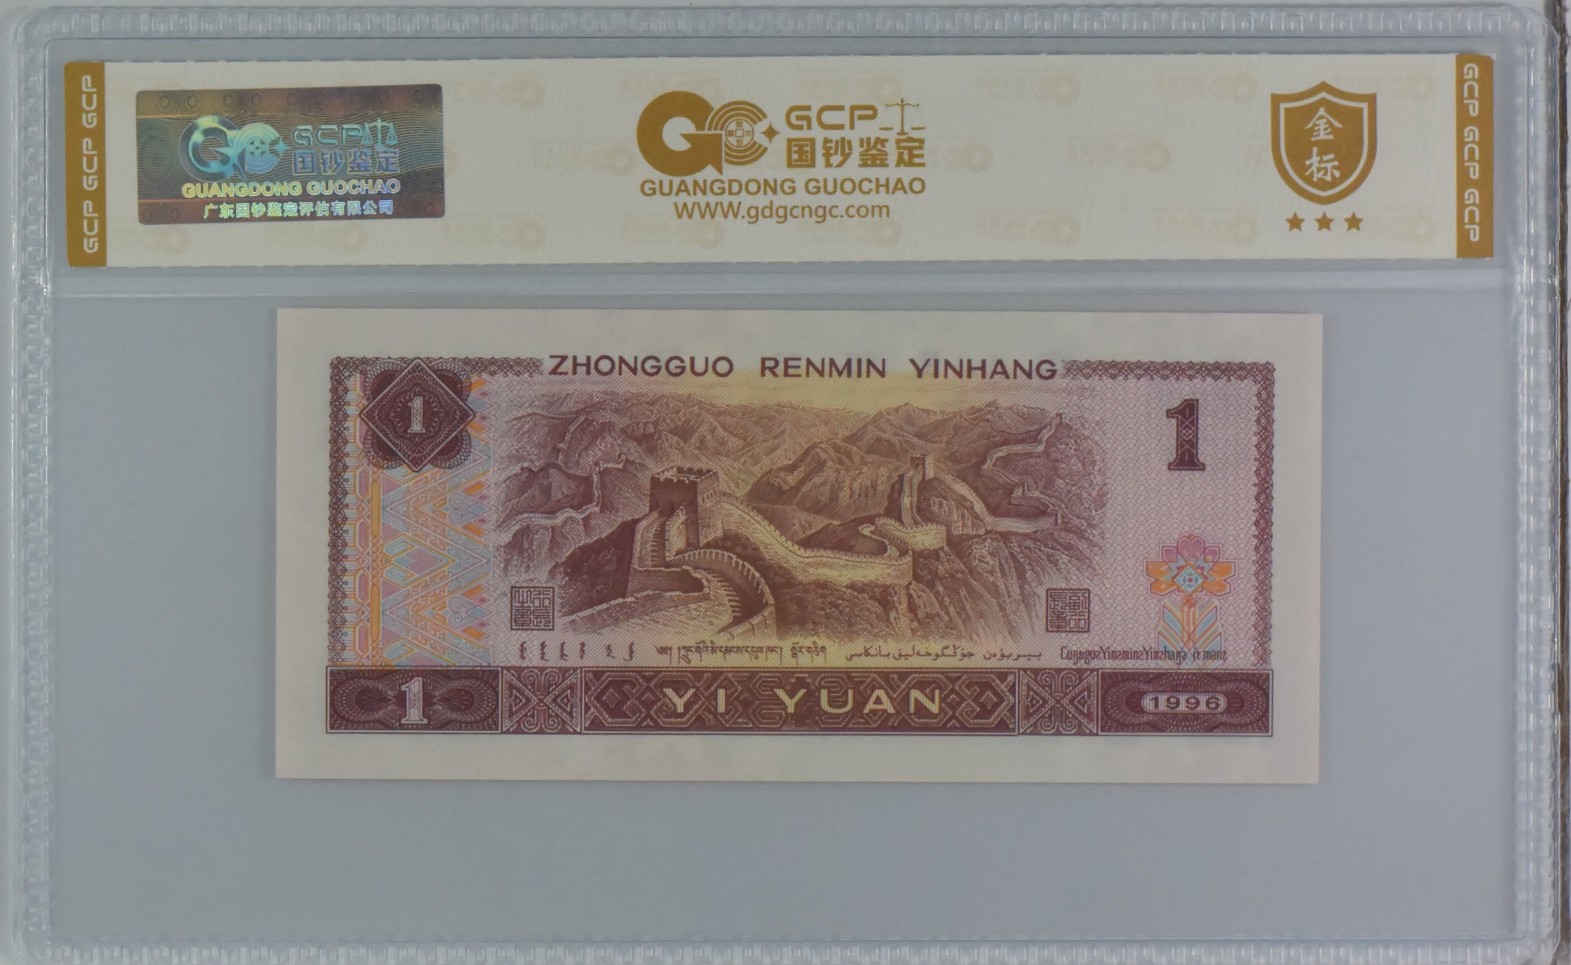 GCP GCP GCP
GCP
国钞鉴定
GUANGDONG GUOCHAO
广东国钞鉴定评估有限公司
GCP
国钞鉴定
GUANGDONG GUOCHAO
WWW.gdgcngc.com
金标
GCP GCP GCP
ZHONGGUO RENMIN YINHANG
1
1
1
YI YUAN
1996